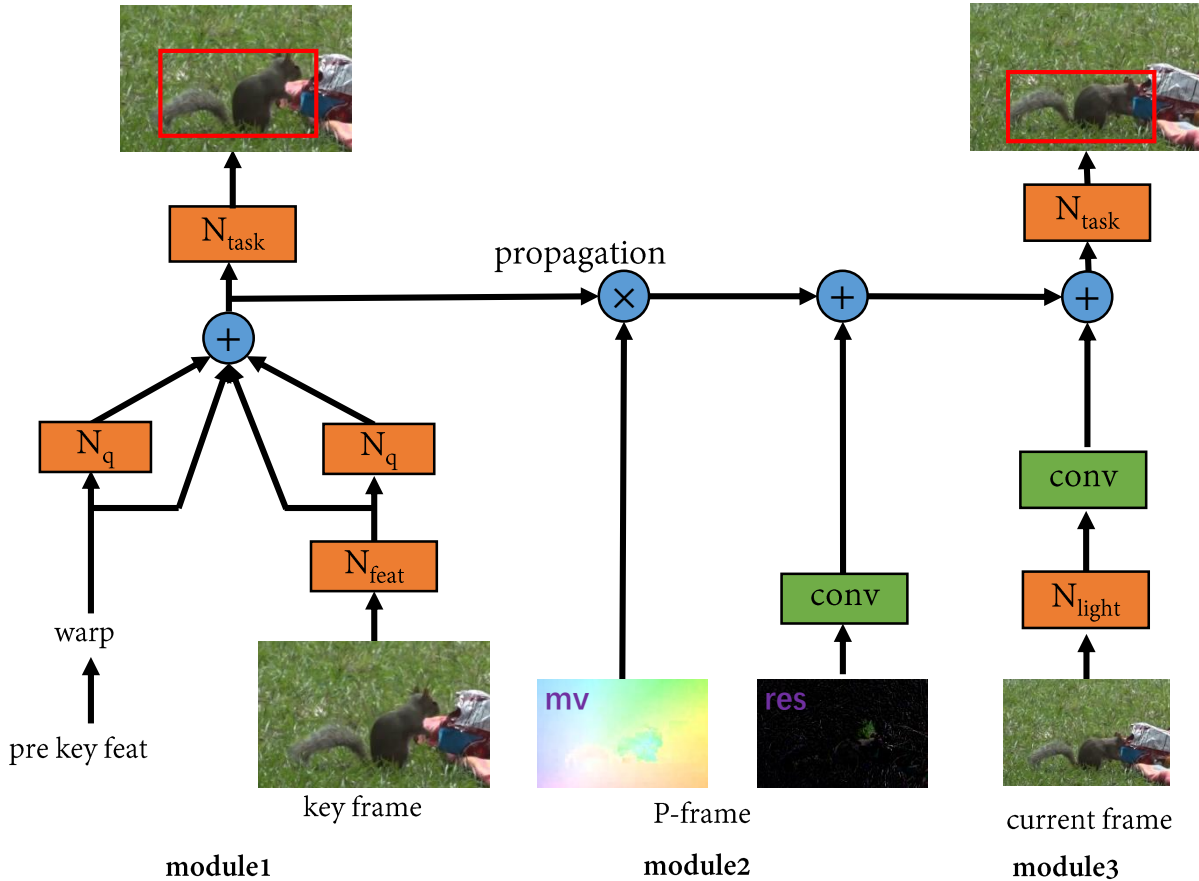 N_task
N_task
propagation
×
+
+
+
N_q
N_q
conv
N_feat
conv
N_light
warp
mv
res
pre key feat
key frame
P-frame
current frame
module1
module2
module3